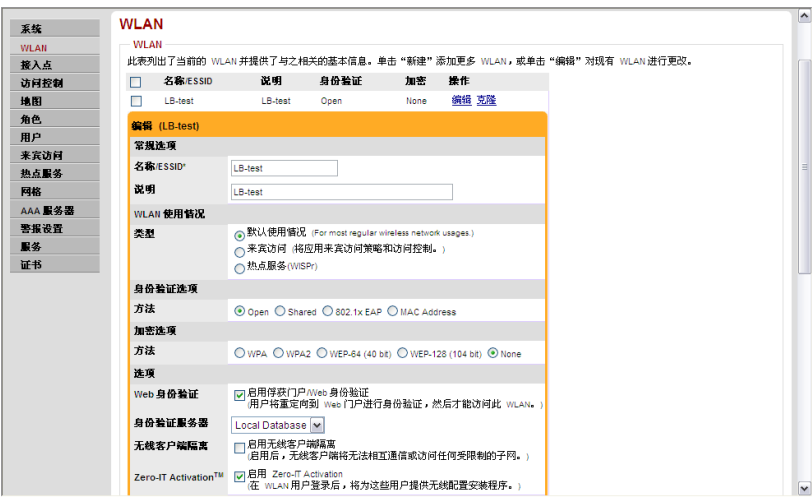 系统
WLAN
接入点
访问控制
地图
角色
用户
来宾访问
热点服务
网格
AAA 服务器
警报设置
服务
证书
WLAN
WLAN
此表列出了当前的 WLAN 并提供了与之相关的基本信息。单击 “新建” 添加更多 WLAN，或单击 “编辑” 对现有 WLAN 进行更改。
名称/ESSID 说明 身份验证 加密 操作
LB-test LB-test Open None 编辑 克隆
编辑 (LB-test)
常规选项
名称/ESSID* LB-test
说明 LB-test
WLAN 使用情况
类型 默认使用情况 (For most regular wireless network usages.)
来宾访问 (将应用来宾访问策略和访问控制。)
热点服务(WISPr)
身份验证选项
方法 Open Shared 802.1x EAP MAC Address
加密选项
方法 WPA WPA2 WEP-64 (40 bit) WEP-128 (104 bit) None
选项
Web 身份验证 启用俘获门户/Web 身份验证
(用户将重定向到 Web 门户进行身份验证，然后才能访问此 WLAN。)
身份验证服务器 Local Database
无线客户端隔离 启用无线客户端隔离
(启用后，无线客户端将无法相互通信或访问任何受限制的子网。)
Zero-IT Activation™ 启用 Zero-IT Activation
(在 WLAN 用户登录后，将为这些用户提供无线配置安装程序。)